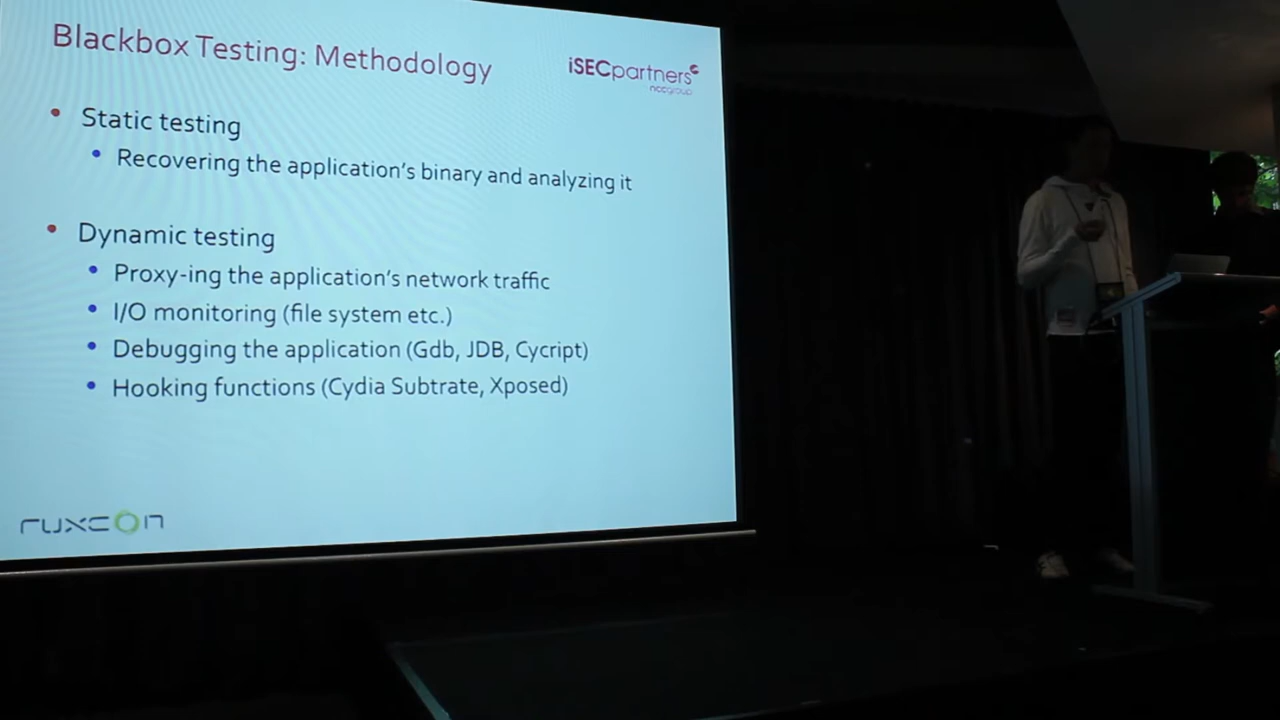 Blackbox Testing: Methodology
iSECpartners
nccgroup
• Static testing
• Recovering the application's binary and analyzing it
• Dynamic testing
• Proxy-ing the application's network traffic
• I/O monitoring (file system etc.)
• Debugging the application (Gdb, JDB, Cycript)
• Hooking functions (Cydia Subtrate, Xposed)
ruxcon